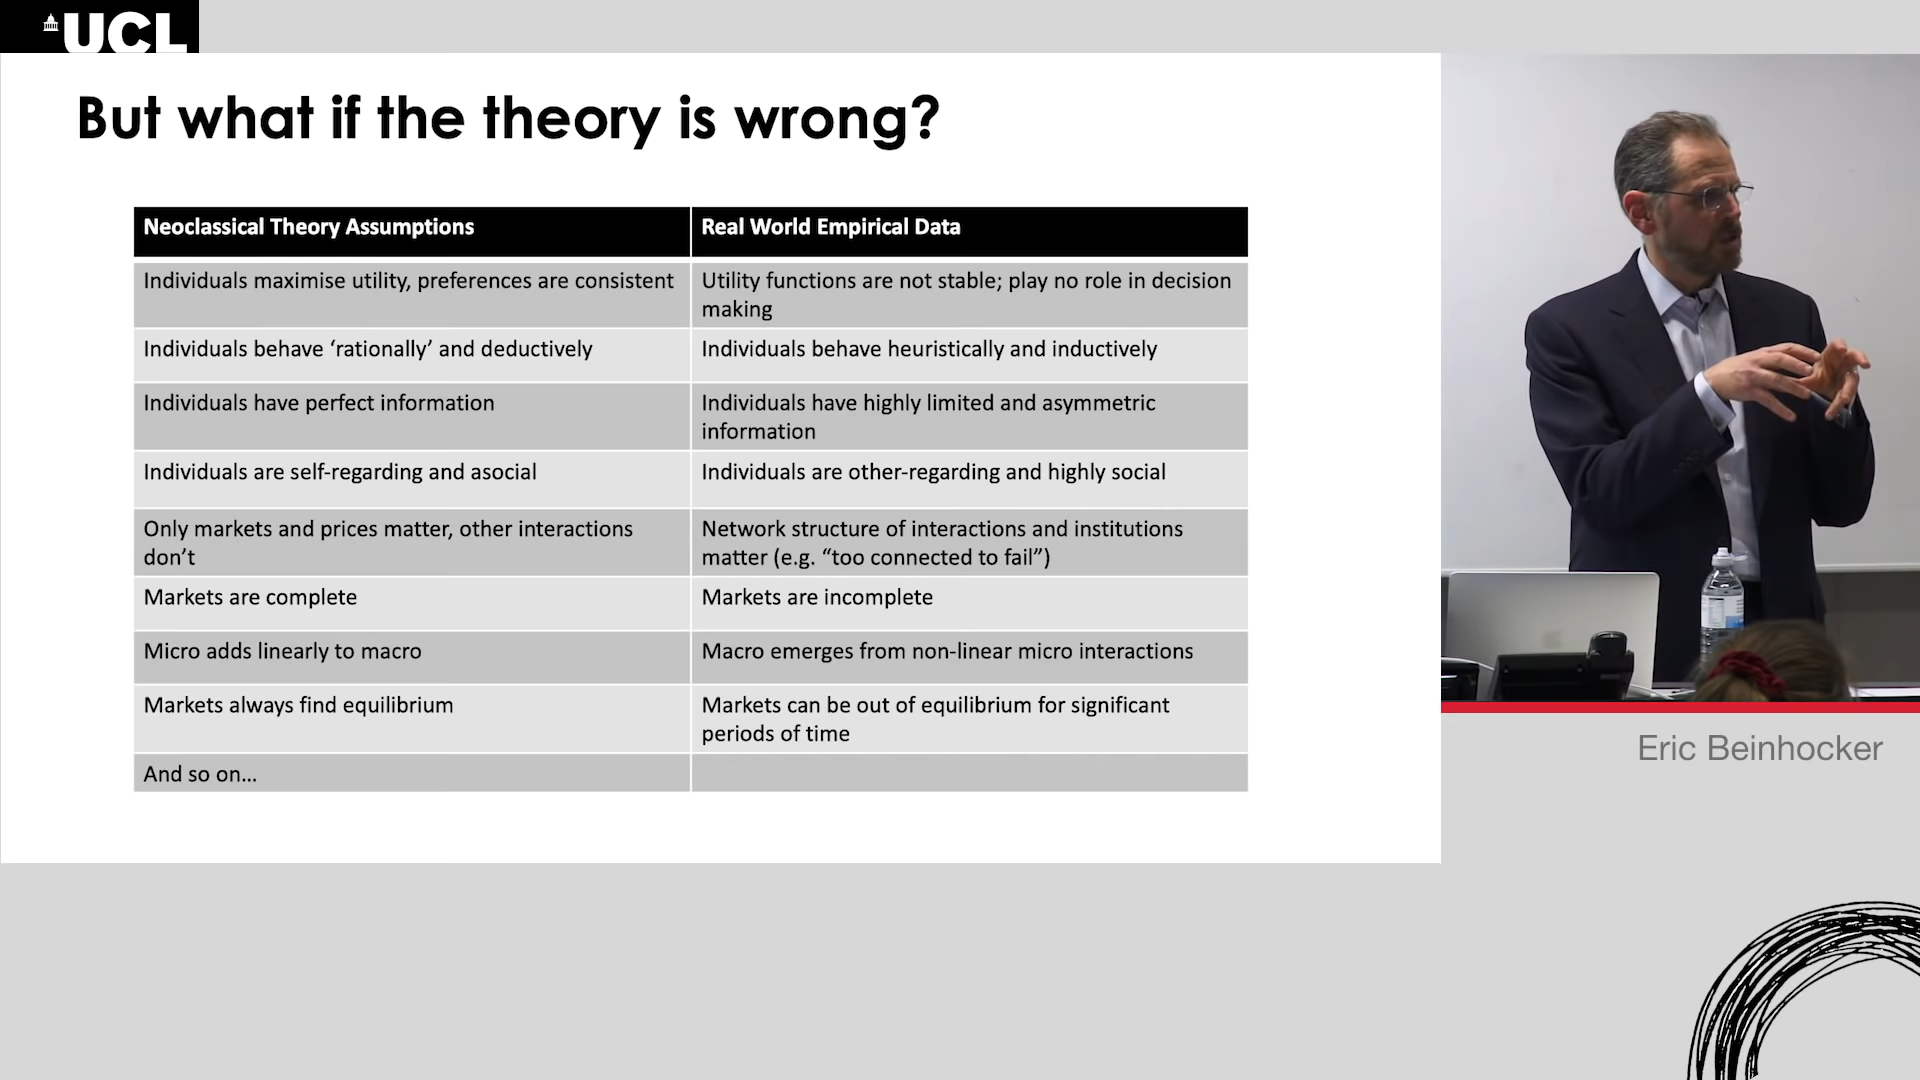 UCL
But what if the theory is wrong?
Neoclassical Theory Assumptions
Real World Empirical Data
Individuals maximise utility, preferences are consistent
Utility functions are not stable; play no role in decision
making
Individuals behave ‘rationally’ and deductively
Individuals behave heuristically and inductively
Individuals have perfect information
Individuals have highly limited and asymmetric
information
Individuals are self-regarding and asocial
Individuals are other-regarding and highly social
Only markets and prices matter, other interactions
don’t
Network structure of interactions and institutions
matter (e.g. “too connected to fail”)
Markets are complete
Markets are incomplete
Micro adds linearly to macro
Macro emerges from non-linear micro interactions
Markets always find equilibrium
Markets can be out of equilibrium for significant
periods of time
And so on...
Eric Beinhocker